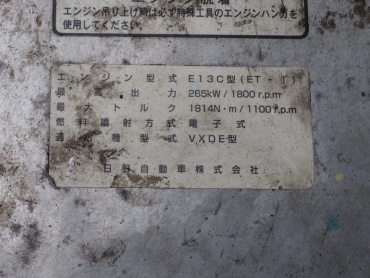 エンジン吊り上げ時は必ず特殊工具のエンジンハンガを
使用してください。
エンジン型式 E13C型(ET-I)
最高出力 265kW/1800r.p.m
最大トルク 1814N・m/1100r.p.m
燃料噴射方式 電子式
過給機型式 VXDE型
日野自動車株式会社